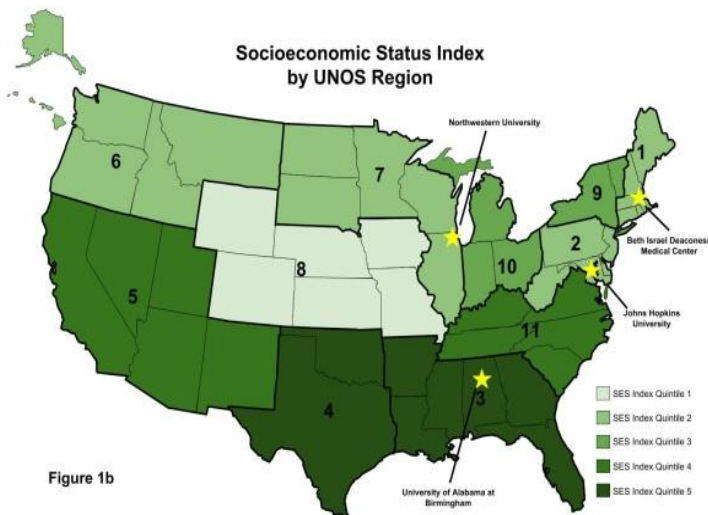 Socioeconomic Status Index
by UNOS Region
Northwestern University
1
6
7
9
Beth Israel Deaconess
Medical Center
2
8
10
5
Johns Hopkins
University
11
3
4
SES Index Quintile 1
SES Index Quintile 2
SES Index Quintile 3
SES Index Quintile 4
SES Index Quintile 5
Figure 1b
University of Alabama at
Birmingham